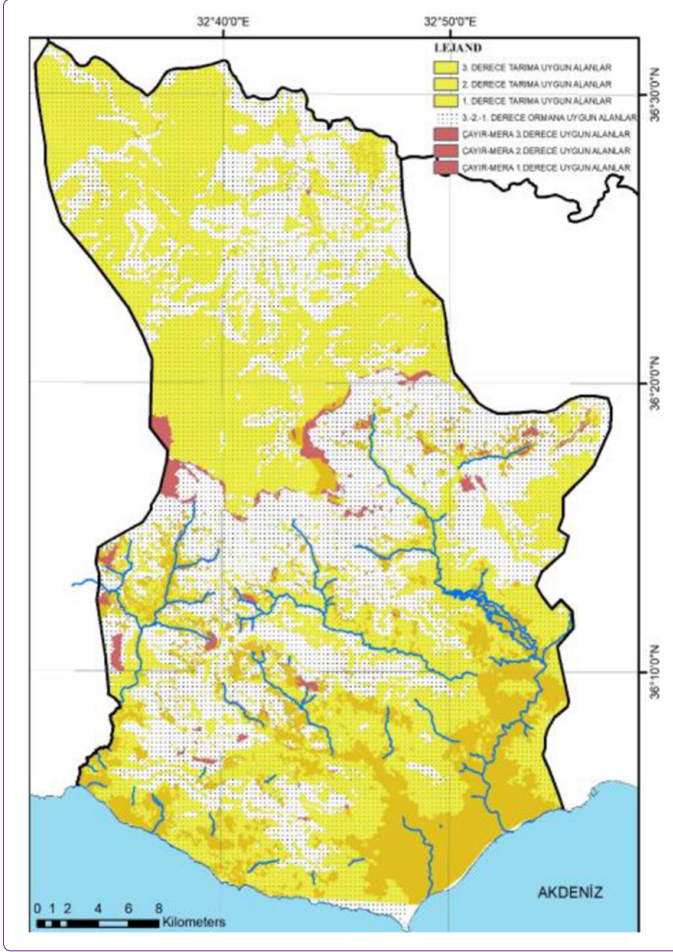 32°40'0"E 32°50'0"E
LEJAND
3. DERECE TARIMA UYGUN ALANLAR
2. DERECE TARIMA UYGUN ALANLAR
1. DERECE TARIMA UYGUN ALANLAR
3.-2.-1. DERECE ORMANA UYGUN ALANLAR
ÇAYIR-MERA 3.DERECE UYGUN ALANLAR
ÇAYIR-MERA 2.DERECE UYGUN ALANLAR
ÇAYIR-MERA 1.DERECE UYGUN ALANLAR
36°30'0"N
36°20'0"N
36°10'0"N
AKDENİZ
0 1 2 4 6 8
Kilometers